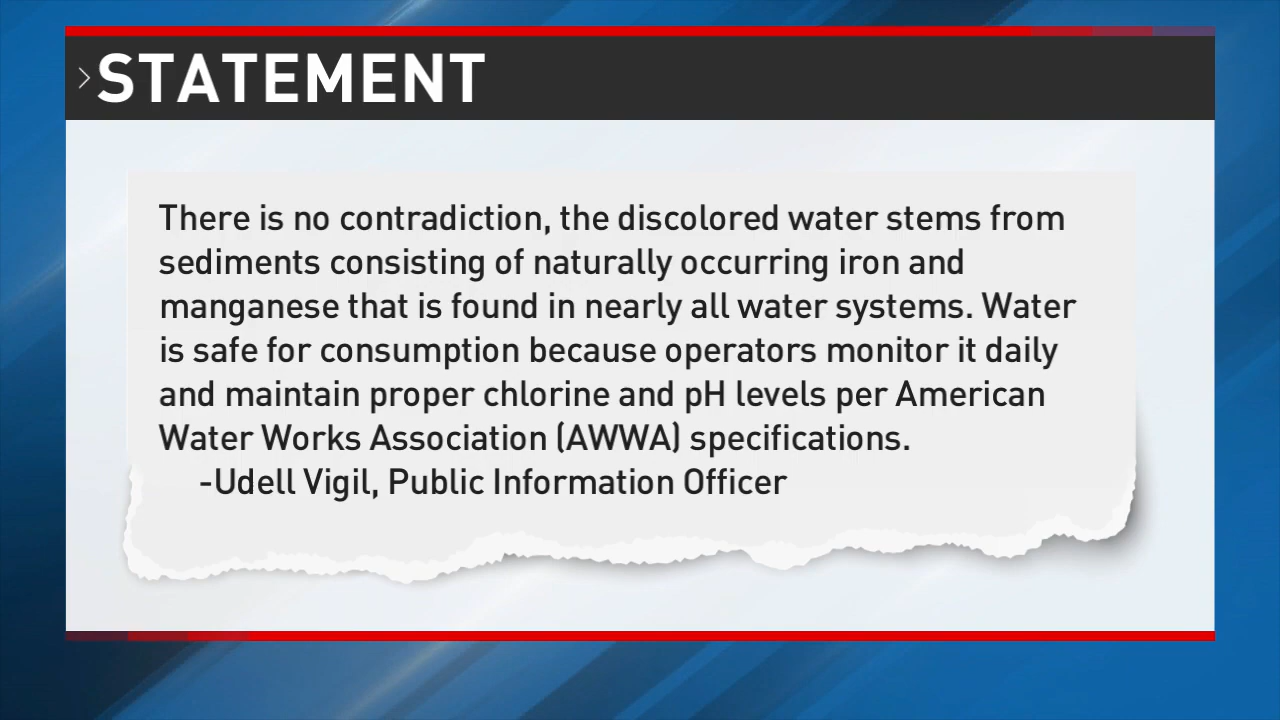 STATEMENT
There is no contradiction, the discolored water stems from
sediments consisting of naturally occurring iron and
manganese that is found in nearly all water systems. Water
is safe for consumption because operators monitor it daily
and maintain proper chlorine and pH levels per American
Water Works Association (AWWA) specifications.
-Udell Vigil, Public Information Officer